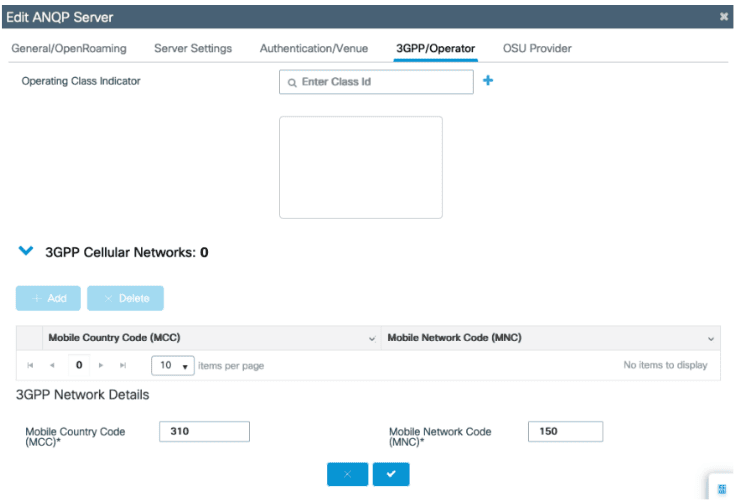 Edit ANQP Server
General/OpenRoaming Server Settings Authentication/Venue 3GPP/Operator OSU Provider
Operating Class Indicator Enter Class Id
3GPP Cellular Networks: 0
+ Add × Delete
Mobile Country Code (MCC) Mobile Network Code (MNC)
0 10 items per page No items to display
3GPP Network Details
Mobile Country Code (MCC)* 310 Mobile Network Code (MNC)* 150